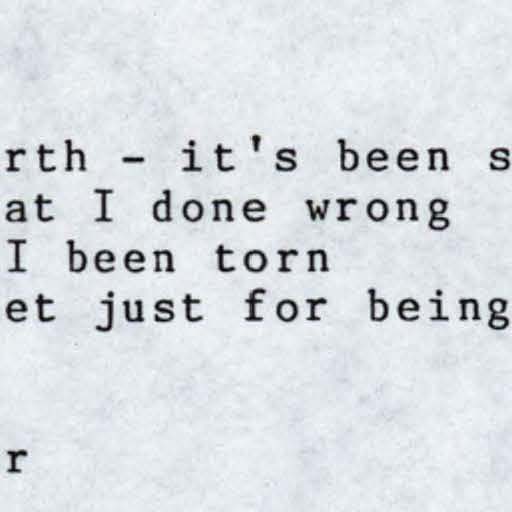 rth - it's been s
at I done wrong
I been torn
et just for being
r